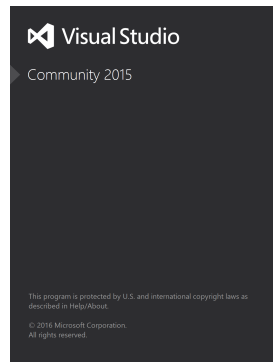 Visual Studio
Community 2015
This program is protected by U.S. and international copyright laws as
described in Help/About.
© 2016 Microsoft Corporation.
All rights reserved.